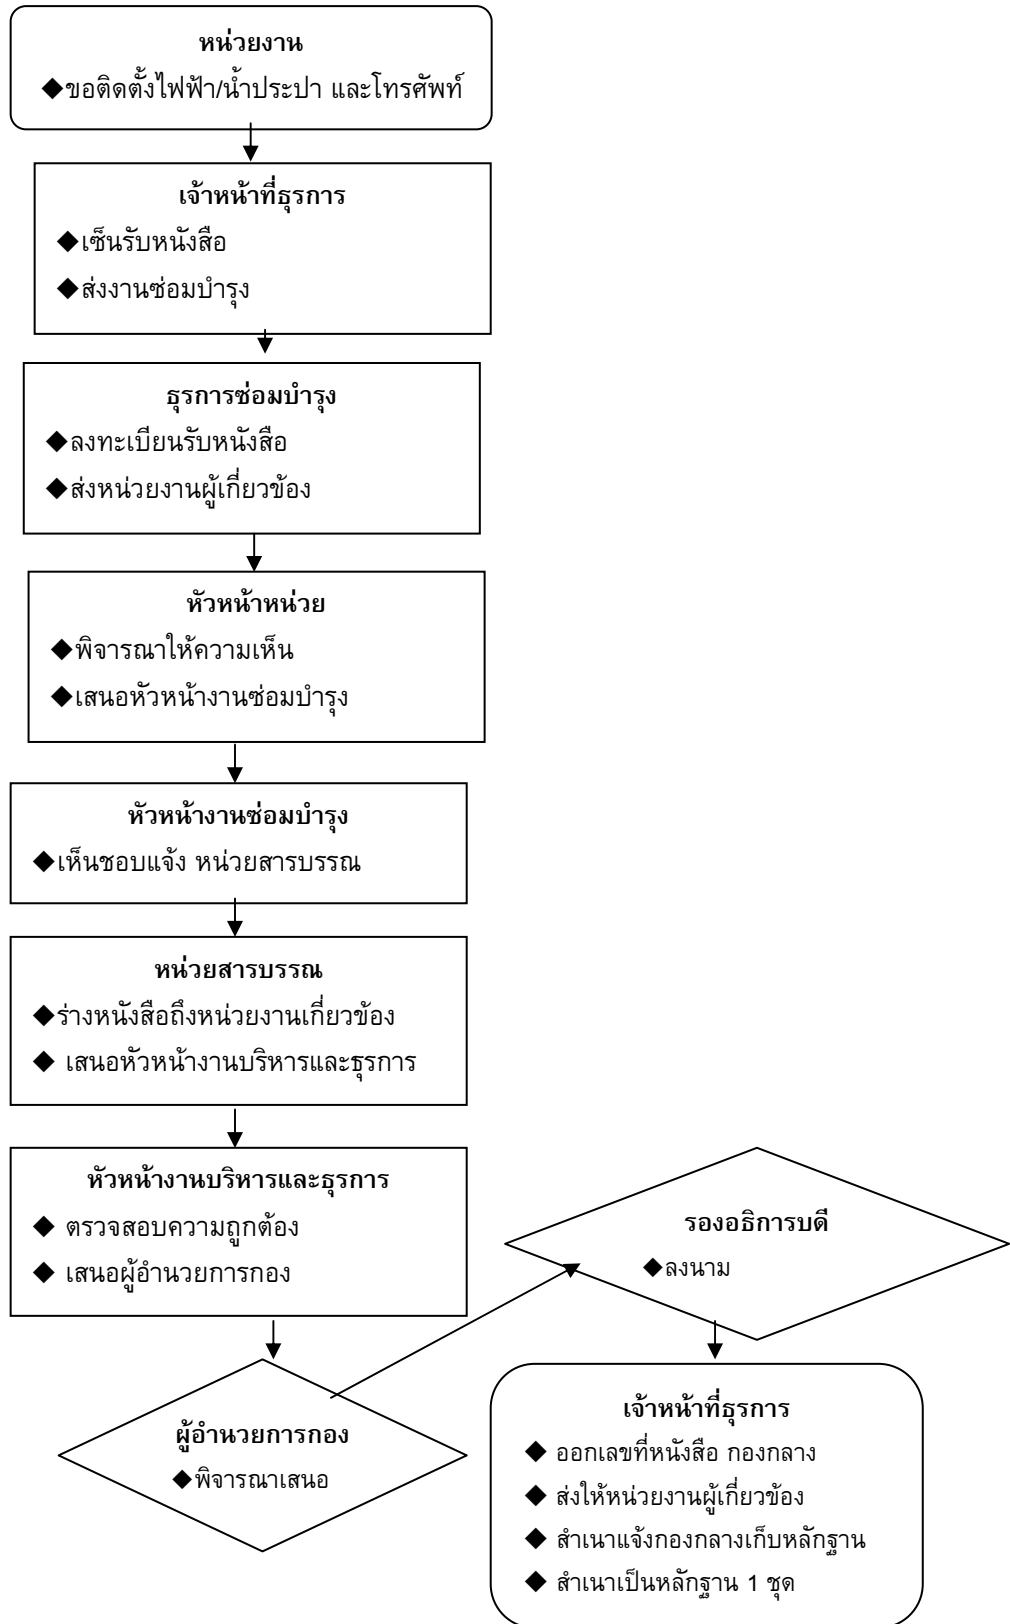 หน่วยงาน
◆ขอติดตั้งไฟฟ้า/น้ำประปา และโทรศัพท์
เจ้าหน้าที่ธุรการ
◆เซ็นรับหนังสือ
◆ส่งงานซ่อมบำรุง
ธุรการซ่อมบำรุง
◆ลงทะเบียนรับหนังสือ
◆ส่งหน่วยงานผู้เกี่ยวข้อง
หัวหน้าหน่วย
◆พิจารณาให้ความเห็น
◆เสนอหัวหน้างานซ่อมบำรุง
หัวหน้างานซ่อมบำรุง
◆เห็นชอบแจ้ง หน่วยสารบรรณ
หน่วยสารบรรณ
◆ร่างหนังสือถึงหน่วยงานเกี่ยวข้อง
◆ เสนอหัวหน้างานบริหารและธุรการ
หัวหน้างานบริหารและธุรการ
◆ ตรวจสอบความถูกต้อง
◆ เสนอผู้อำนวยการกอง
ผู้อำนวยการกอง
◆พิจารณาเสนอ
รองอธิการบดี
◆ลงนาม
เจ้าหน้าที่ธุรการ
◆ ออกเลขที่หนังสือ กองกลาง
◆ ส่งให้หน่วยงานผู้เกี่ยวข้อง
◆ สำเนาแจ้งกองกลางเก็บหลักฐาน
◆ สำเนาเป็นหลักฐาน 1 ชุด